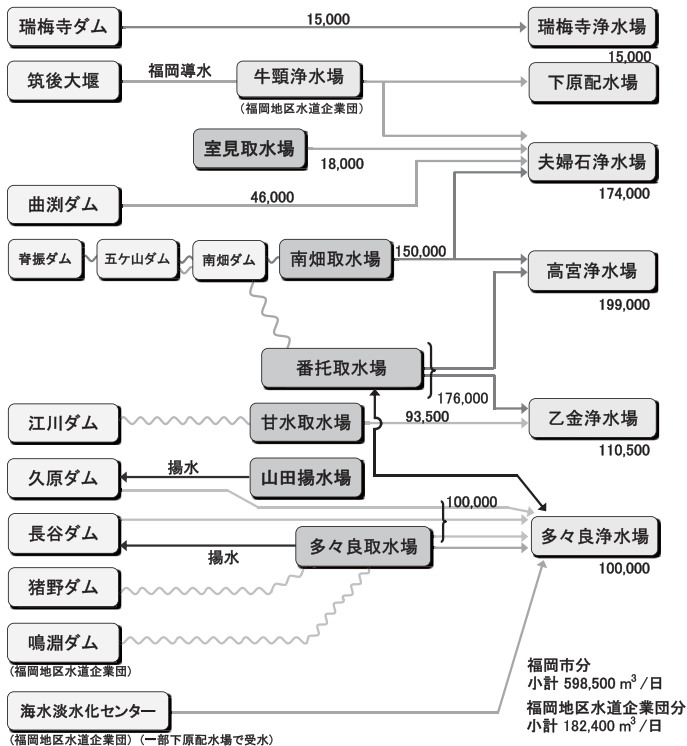 瑞梅寺ダム
15,000
瑞梅寺浄水場
15,000
筑後大堰
福岡導水
牛頸浄水場
(福岡地区水道企業団)
下原配水場
室見取水場
18,000
夫婦石浄水場
174,000
曲渕ダム
46,000
脊振ダム
五ケ山ダム
南畑ダム
南畑取水場
150,000
高宮浄水場
199,000
番托取水場
176,000
江川ダム
甘水取水場
93,500
乙金浄水場
110,500
久原ダム
揚水
山田揚水場
100,000
長谷ダム
揚水
多々良取水場
多々良浄水場
100,000
猪野ダム
鳴淵ダム
(福岡地区水道企業団)
海水淡水化センター
(福岡地区水道企業団) (一部下原配水場で受水)
福岡市分
小計 598,500 m³/日
福岡地区水道企業団分
小計 182,400 m³/日